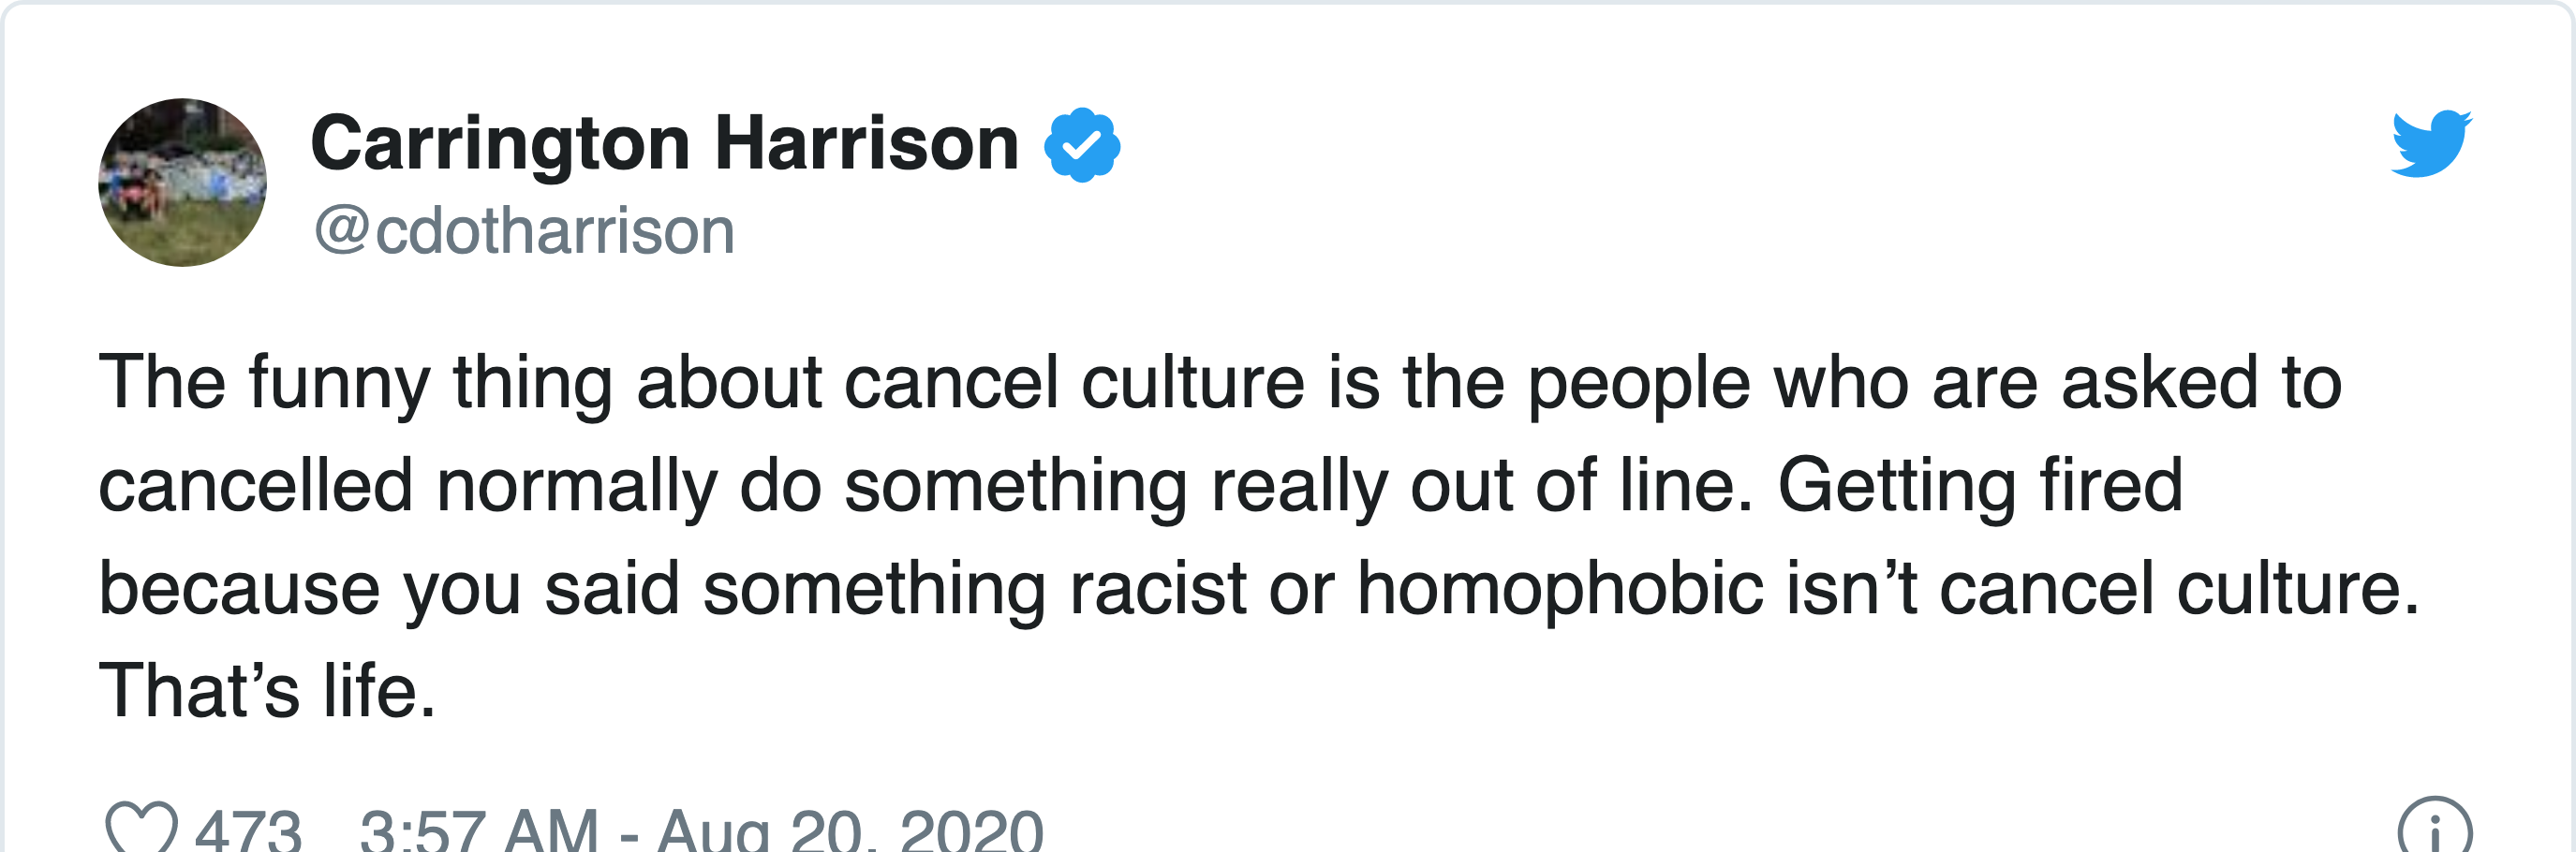 Carrington Harrison
@cdotharrison
The funny thing about cancel culture is the people who are asked to
cancelled normally do something really out of line. Getting fired
because you said something racist or homophobic isn’t cancel culture.
That’s life.
473 3:57 AM - Aug 20, 2020